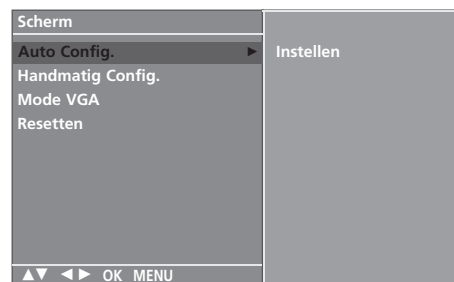 Scherm
Auto Config. ►
Instellen
Handmatig Config.
Mode VGA
Resetten
▲▼ ◄► OK MENU